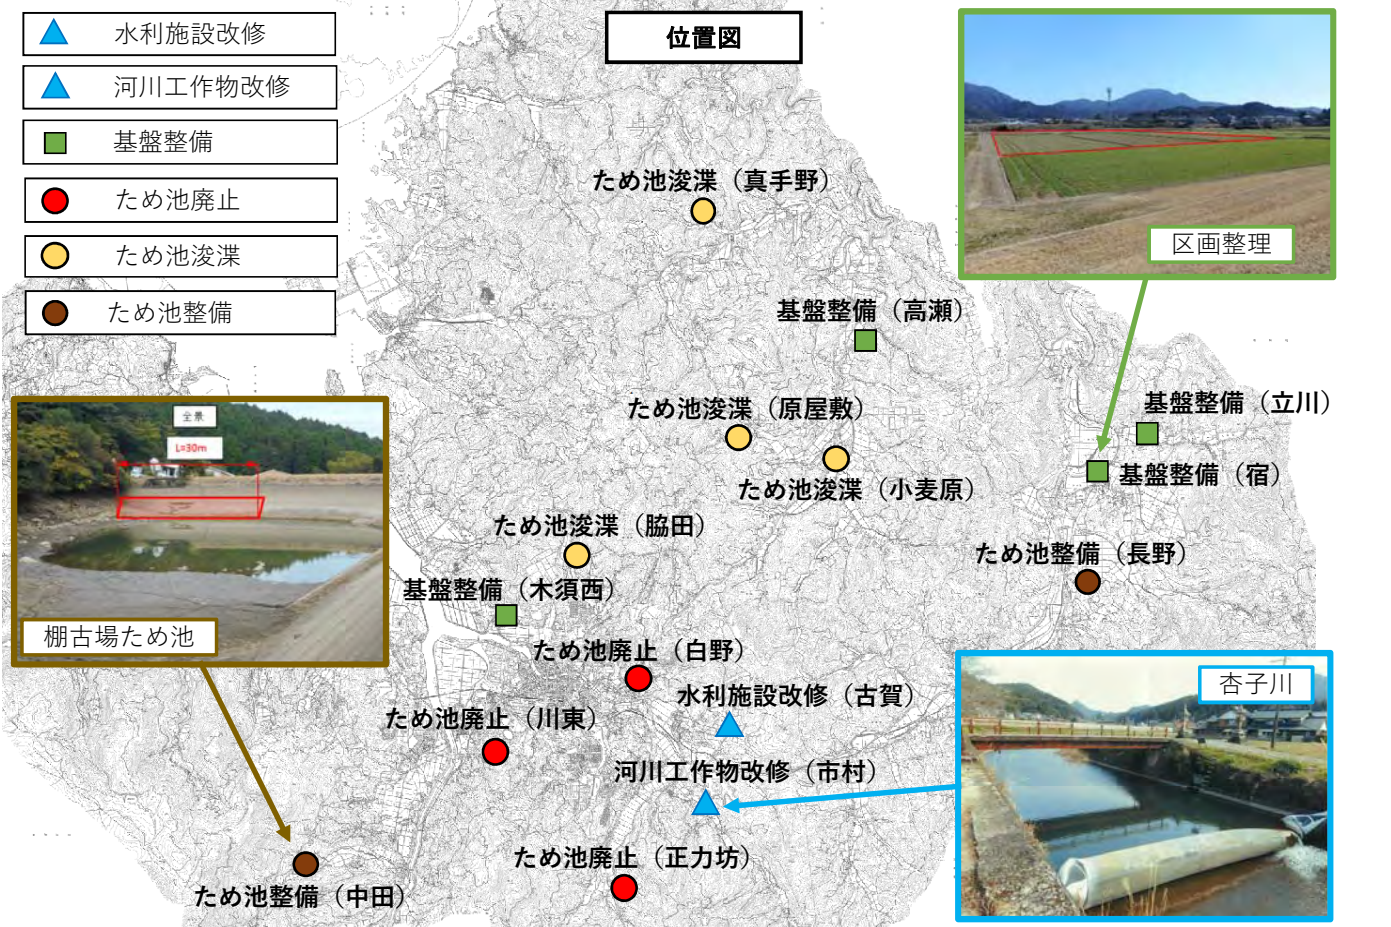 水利施設改修
河川工作物改修
基盤整備
ため池廃止
ため池浚渫
ため池整備
位置図
区画整理
ため池浚渫（真手野）
基盤整備（高瀬）
ため池浚渫（原屋敷）
ため池浚渫（小麦原）
基盤整備（立川）
基盤整備（宿）
全景
L=30m
棚古場ため池
ため池浚渫（脇田）
ため池整備（長野）
基盤整備（木須西）
ため池廃止（白野）
水利施設改修（古賀）
ため池廃止（川東）
河川工作物改修（市村）
杏子川
ため池廃止（正力坊）
ため池整備（中田）